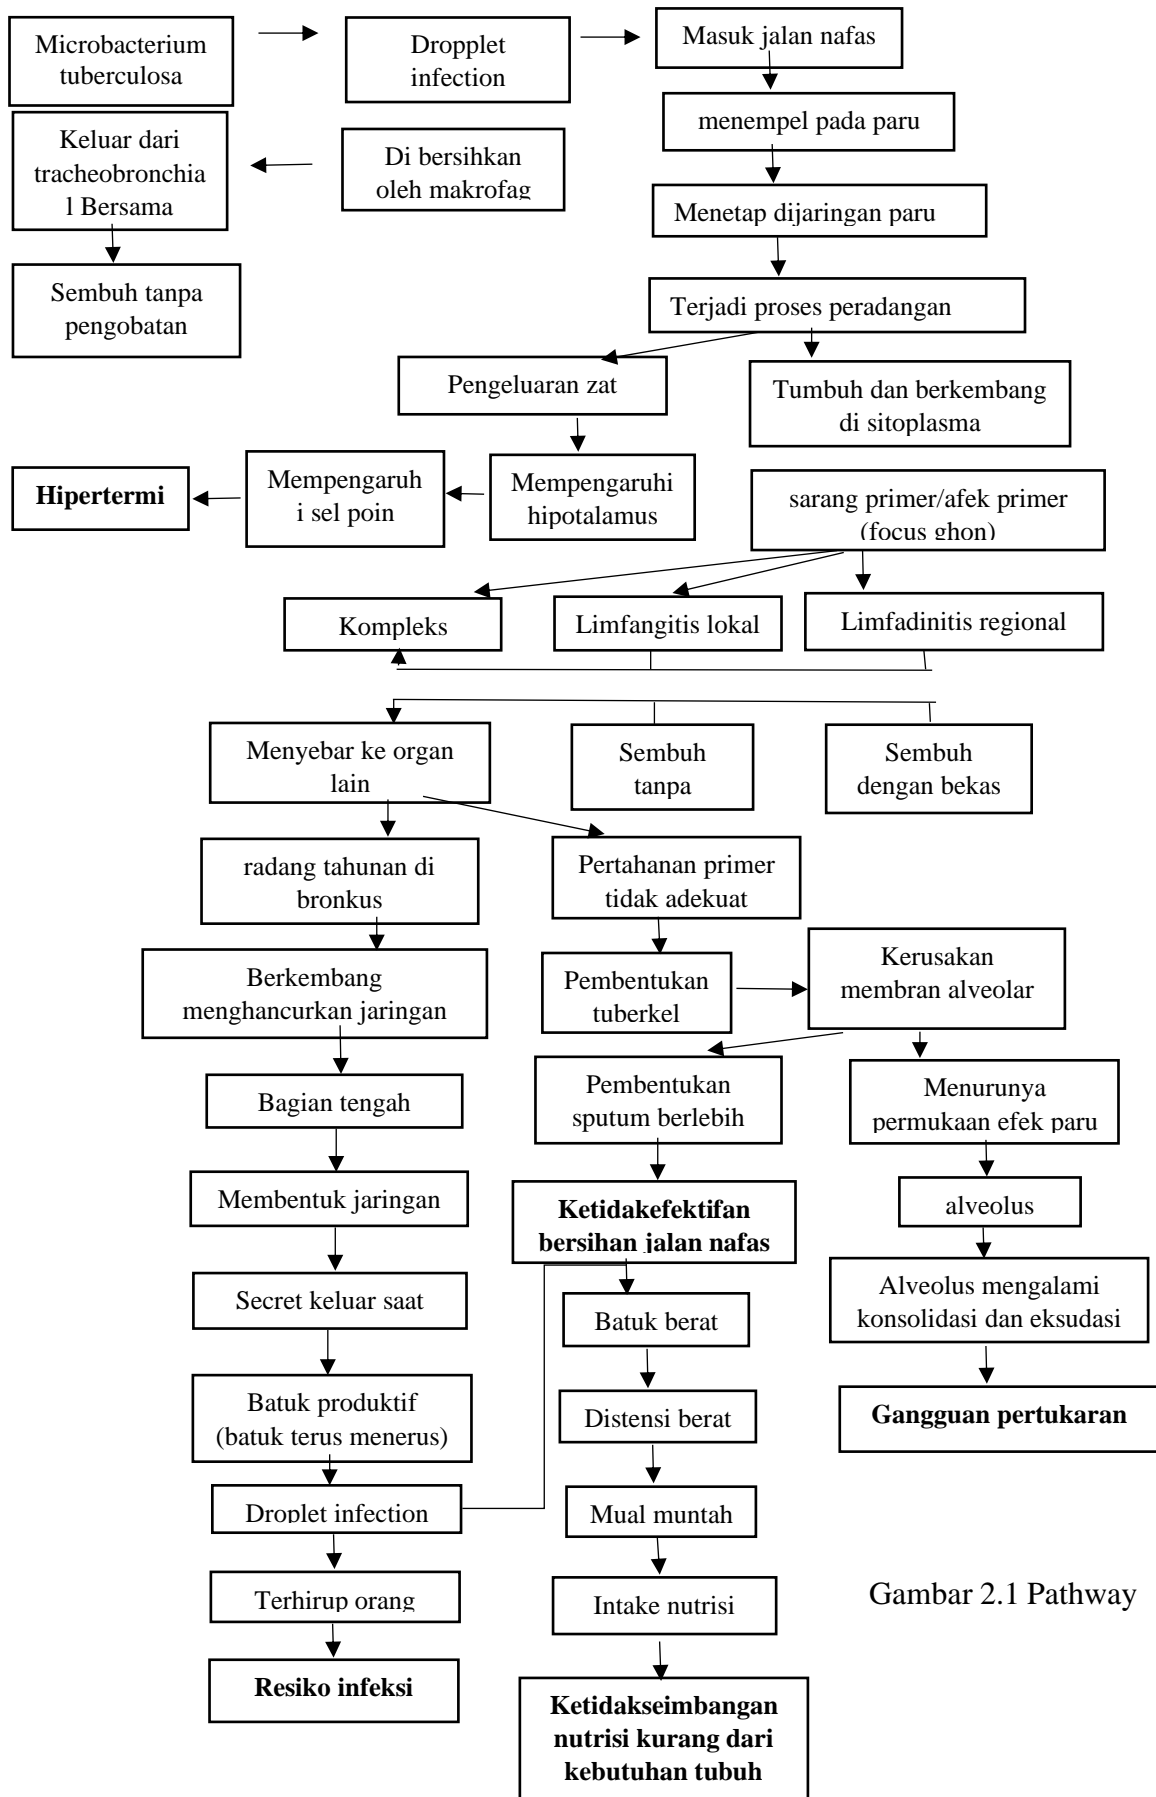 Microbacterium
tuberculosa
Dropplet
infection
Masuk jalan nafas
menempel pada paru
Keluar dari
tracheobronchia
l Bersama
Di bersihkan
oleh makrofag
Menetap dijaringan paru
Sembuh tanpa
pengobatan
Terjadi proses peradangan
Pengeluaran zat
Tumbuh dan berkembang
di sitoplasma
Hipertermi
Mempengaruh
i sel poin
Mempengaruhi
hipotalamus
sarang primer/afek primer
(focus ghon)
Kompleks
Limfangitis lokal
Limfadinitis regional
Menyebar ke organ
lain
Sembuh
tanpa
Sembuh
dengan bekas
radang tahunan di
bronkus
Pertahanan primer
tidak adekuat
Berkembang
menghancurkan jaringan
Pembentukan
tuberkel
Kerusakan
membran alveolar
Bagian tengah
Pembentukan
sputum berlebih
Menurunya
permukaan efek paru
Membentuk jaringan
Ketidakefektifan
bersihan jalan nafas
alveolus
Secret keluar saat
Batuk berat
Alveolus mengalami
konsolidasi dan eksudasi
Batuk produktif
(batuk terus menerus)
Distensi berat
Gangguan pertukaran
Droplet infection
Mual muntah
Terhirup orang
Intake nutrisi
Gambar 2.1 Pathway
Resiko infeksi
Ketidakseimbangan
nutrisi kurang dari
kebutuhan tubuh